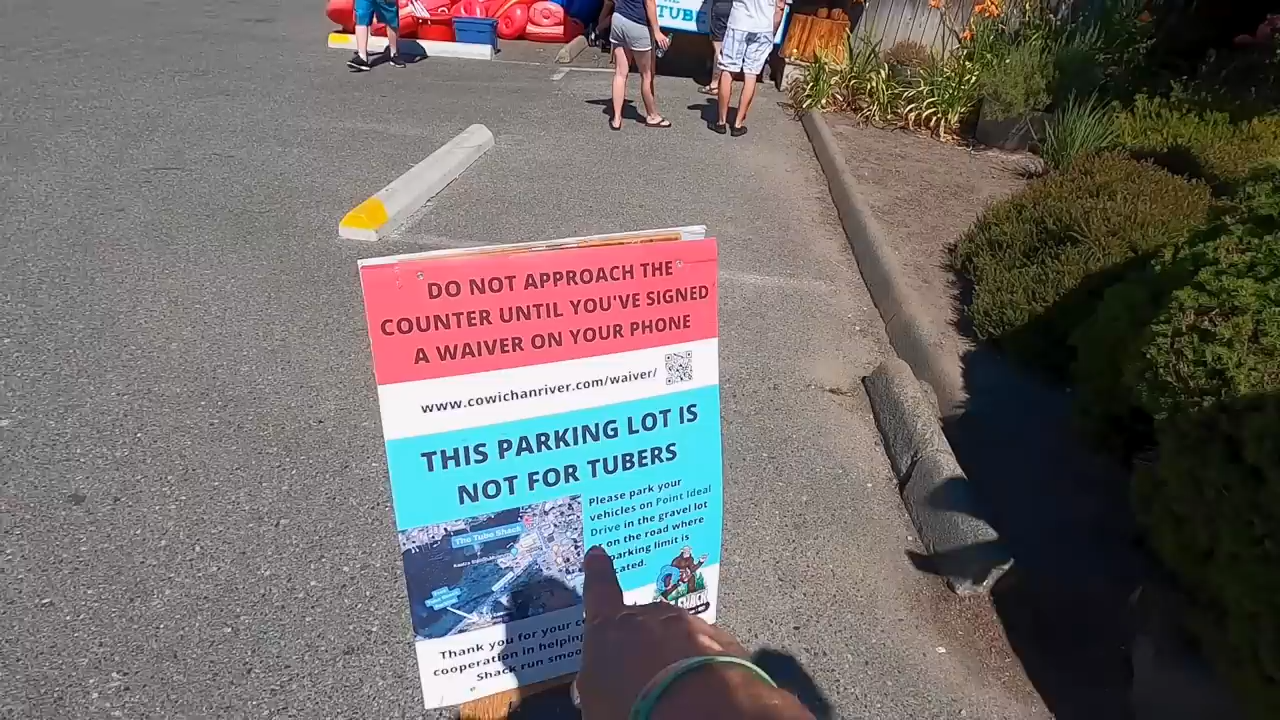 TUBE
DO NOT APPROACH THE
COUNTER UNTIL YOU'VE SIGNED
A WAIVER ON YOUR PHONE
www.cowichanriver.com/waiver/
THIS PARKING LOT IS
NOT FOR TUBERS
Please park your
vehicles on Point Ideal
Drive in the gravel lot
on the road where
parking limit is
The Tube Shack
Thank you for your
cooperation in helping
Shack run
SHACK